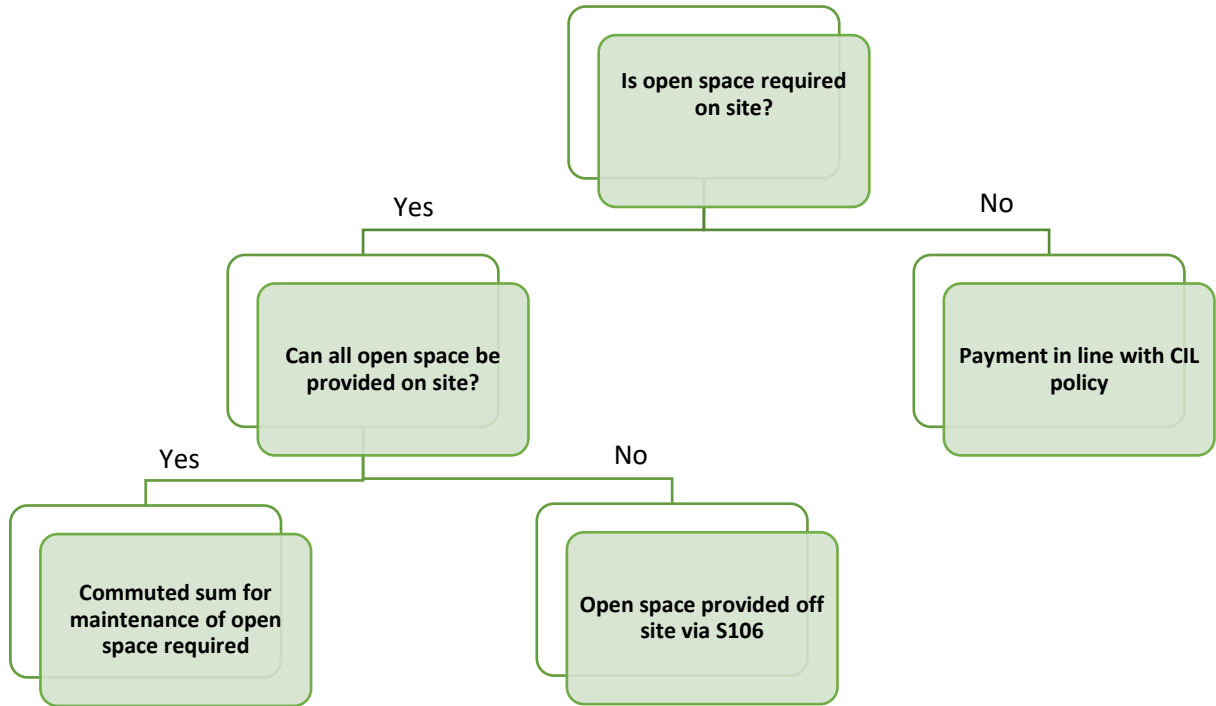 Is open space required
on site?
Yes
No
Can all open space be
provided on site?
Payment in line with CIL
policy
Yes
No
Commuted sum for
maintenance of open
space required
Open space provided off
site via S106